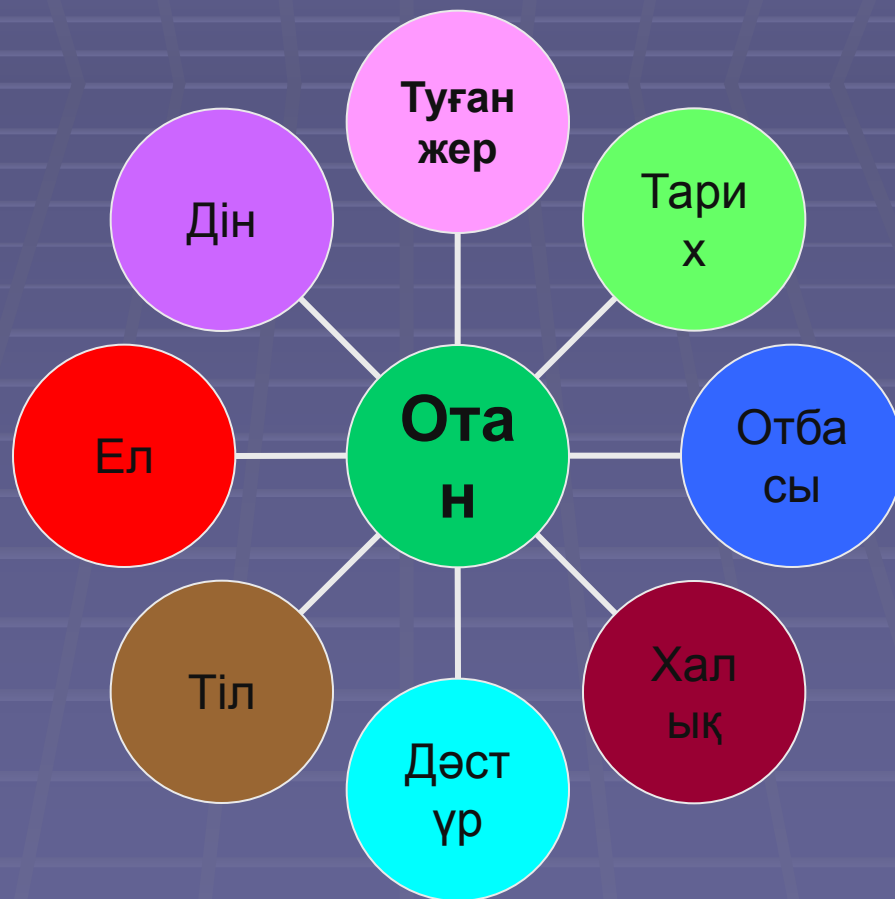 Туған
жер
Тари
х
Отба
сы
Хал
ық
Дәст
үр
Тіл
Ел
Дін
Ота
н